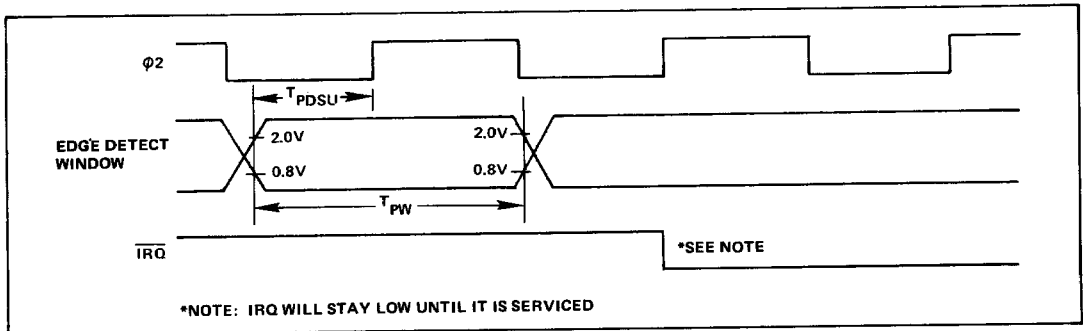 φ2
T_PDSU
EDGE DETECT
WINDOW
2.0V
2.0V
0.8V
0.8V
T_PW
I̅R̅Q̅
*SEE NOTE
*NOTE: IRQ WILL STAY LOW UNTIL IT IS SERVICED